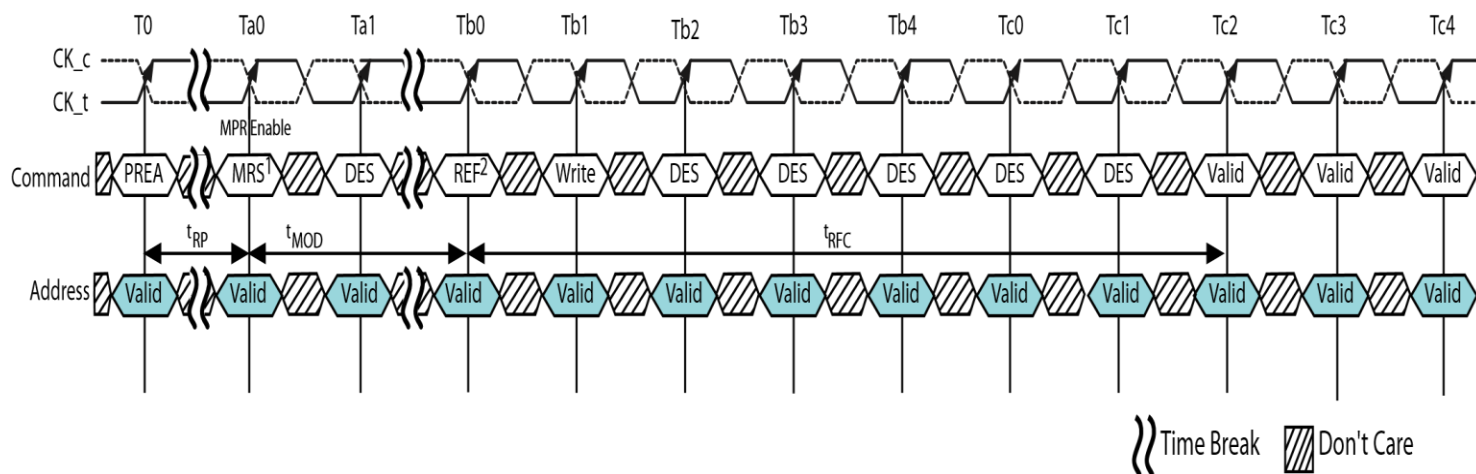 T0 Ta0 Ta1 Tb0 Tb1 Tb2 Tb3 Tb4 Tc0 Tc1 Tc2 Tc3 Tc4
CK_c
CK_t
MPR Enable
Command PREA MRS1 DES REF2 Write DES DES DES DES DES Valid Valid Valid
tRP tMOD tRFC
Address Valid Valid Valid Valid Valid Valid Valid Valid Valid Valid Valid Valid Valid
Time Break Don't Care